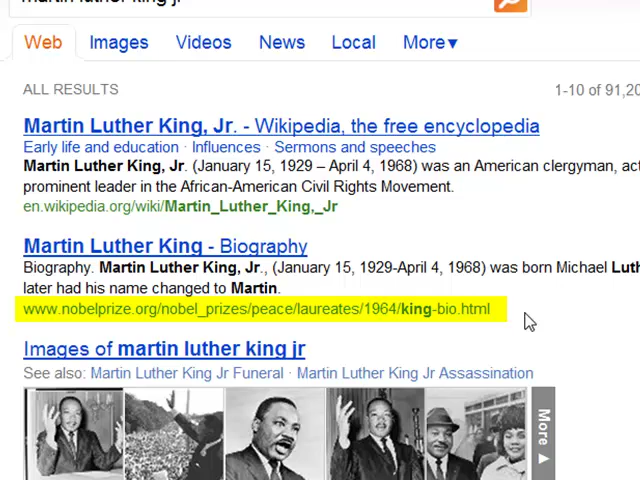 martin luther king jr
Web Images Videos News Local More▼
ALL RESULTS 1-10 of 91,20
Martin Luther King, Jr. - Wikipedia, the free encyclopedia
Early life and education · Influences · Sermons and speeches
Martin Luther King, Jr. (January 15, 1929 – April 4, 1968) was an American clergyman, act
prominent leader in the African-American Civil Rights Movement.
en.wikipedia.org/wiki/Martin_Luther_King,_Jr
Martin Luther King - Biography
Biography. Martin Luther King, Jr., (January 15, 1929-April 4, 1968) was born Michael Luth
later had his name changed to Martin.
www.nobelprize.org/nobel_prizes/peace/laureates/1964/king-bio.html
Images of martin luther king jr
See also: Martin Luther King Jr Funeral · Martin Luther King Jr Assassination
More ▲